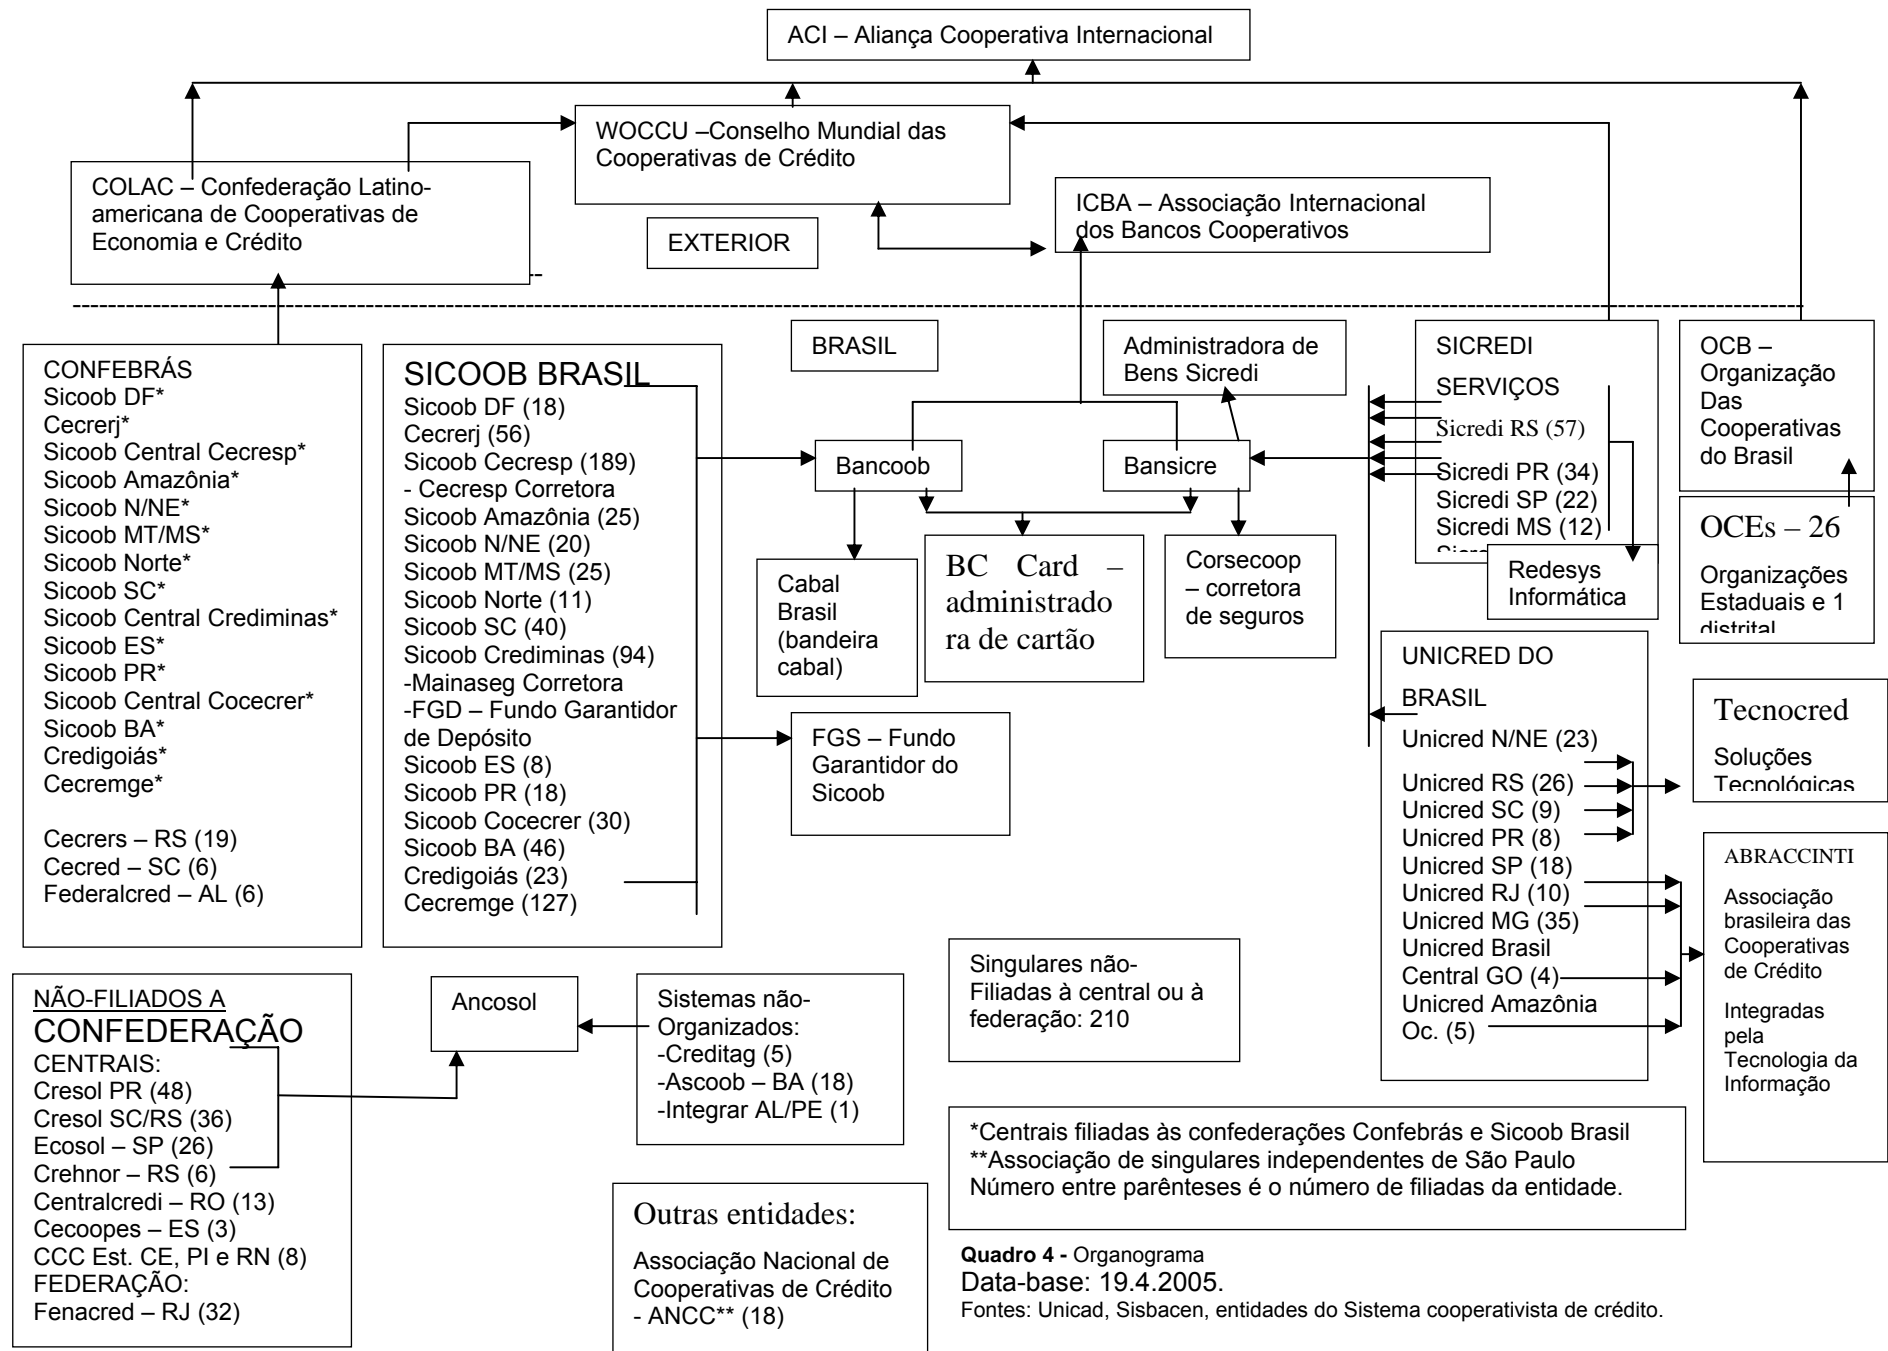 ACI – Aliança Cooperativa Internacional
WOCCU –Conselho Mundial das
Cooperativas de Crédito
COLAC – Confederação Latino-
americana de Cooperativas de
Economia e Crédito
EXTERIOR
ICBA – Associação Internacional
dos Bancos Cooperativos
CONFEBRÁS
Sicoob DF*
Cecrerj*
Sicoob Central Cecresp*
Sicoob Amazônia*
Sicoob N/NE*
Sicoob MT/MS*
Sicoob Norte*
Sicoob SC*
Sicoob Central Crediminas*
Sicoob ES*
Sicoob PR*
Sicoob Central Cocecrer*
Sicoob BA*
Credigoiás*
Cecremge*
Cecrers – RS (19)
Cecred – SC (6)
Federalcred – AL (6)
SICOOB BRASIL
Sicoob DF (18)
Cecrerj (56)
Sicoob Cecresp (189)
- Cecresp Corretora
Sicoob Amazônia (25)
Sicoob N/NE (20)
Sicoob MT/MS (25)
Sicoob Norte (11)
Sicoob SC (40)
Sicoob Crediminas (94)
-Mainaseg Corretora
-FGD – Fundo Garantidor
de Depósito
Sicoob ES (8)
Sicoob PR (18)
Sicoob Cocecrer (30)
Sicoob BA (46)
Credigoiás (23)
Cecremge (127)
BRASIL
Administradora de
Bens Sicredi
Bancoob
Bansicre
Cabal
Brasil
(bandeira
cabal)
BC Card –
administrado
ra de cartão
Corsecoop
– corretora
de seguros
FGS – Fundo
Garantidor do
Sicoob
SICREDI
SERVIÇOS
Sicredi RS (57)
Sicredi PR (34)
Sicredi SP (22)
Sicredi MS (12)
Redesys
Informática
OCB –
Organização
Das
Cooperativas
do Brasil
OCEs – 26
Organizações
Estaduais e 1
distrital
UNICRED DO
BRASIL
Unicred N/NE (23)
Unicred RS (26)
Unicred SC (9)
Unicred PR (8)
Unicred SP (18)
Unicred RJ (10)
Unicred MG (35)
Unicred Brasil
Central GO (4)
Unicred Amazônia
Oc. (5)
Tecnocred
Soluções
Tecnológicas
ABRACCINTI
Associação
brasileira das
Cooperativas
de Crédito
Integradas
pela
Tecnologia da
Informação
NÃO-FILIADOS A
CONFEDERAÇÃO
CENTRAIS:
Cresol PR (48)
Cresol SC/RS (36)
Ecosol – SP (26)
Crehnor – RS (6)
Centralcredi – RO (13)
Cecoopes – ES (3)
CCC Est. CE, PI e RN (8)
FEDERAÇÃO:
Fenacred – RJ (32)
Ancosol
Sistemas não-
Organizados:
-Creditag (5)
-Ascoob – BA (18)
-Integrar AL/PE (1)
Singulares não-
Filiadas à central ou à
federação: 210
Outras entidades:
Associação Nacional de
Cooperativas de Crédito
- ANCC** (18)
*Centrais filiadas às confederações Confebrás e Sicoob Brasil
**Associação de singulares independentes de São Paulo
Número entre parênteses é o número de filiadas da entidade.
Quadro 4 - Organograma
Data-base: 19.4.2005.
Fontes: Unicad, Sisbacen, entidades do Sistema cooperativista de crédito.